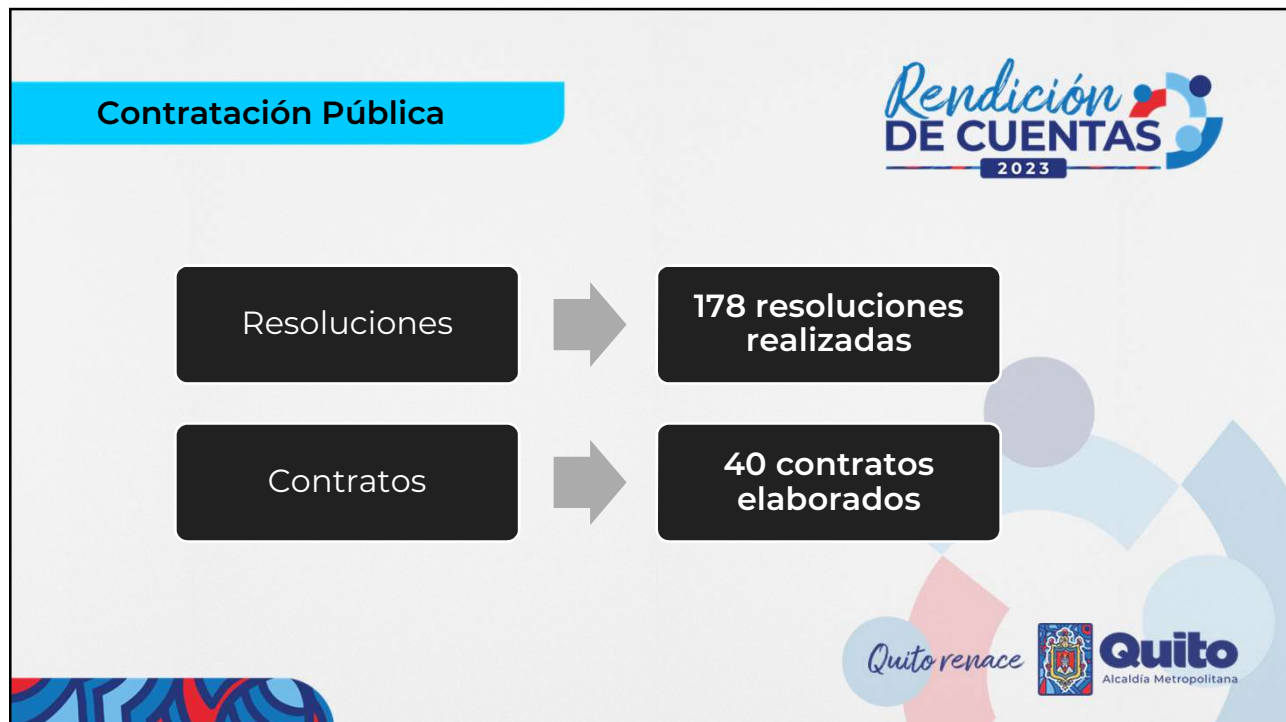 Contratación Pública
Rendición
DE CUENTAS
2023
Resoluciones
178 resoluciones
realizadas
Contratos
40 contratos
elaborados
Quito renace
Quito
Alcaldía Metropolitana